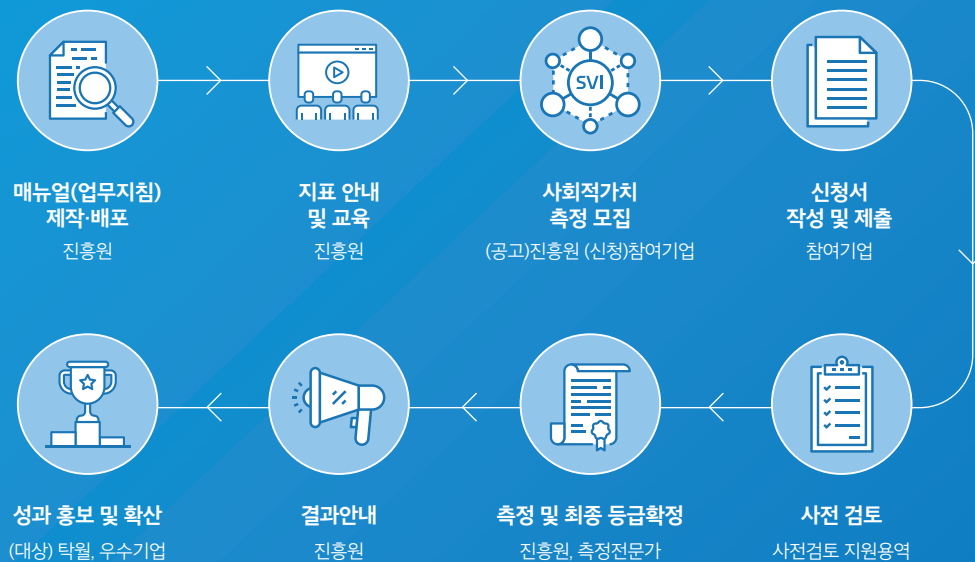 SVI
매뉴얼(업무지침)
제작·배포
진흥원
지표 안내
및 교육
진흥원
사회적가치
측정 모집
(공고)진흥원 (신청)참여기업
신청서
작성 및 제출
참여기업
사전 검토
사전검토 지원용역
측정 및 최종 등급확정
진흥원, 측정전문가
결과안내
진흥원
성과 홍보 및 확산
(대상) 탁월, 우수기업